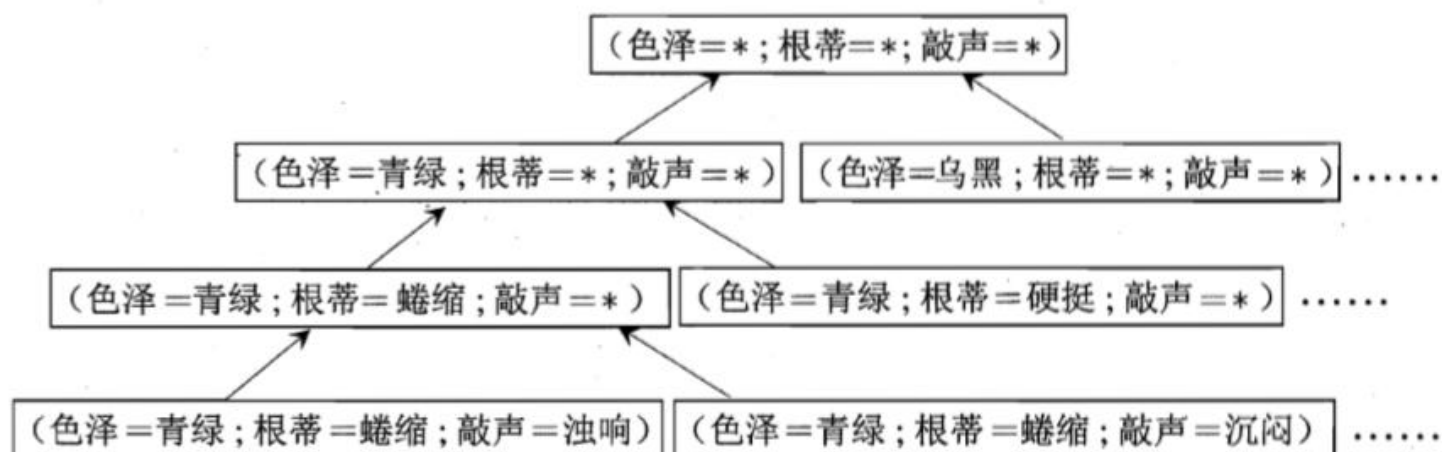 (色泽=*;根蒂=*;敲声=*)
(色泽=青绿;根蒂=*;敲声=*) (色泽=乌黑;根蒂=*;敲声=*) ······
(色泽=青绿;根蒂=蜷缩;敲声=*) (色泽=青绿;根蒂=硬挺;敲声=*) ······
(色泽=青绿;根蒂=蜷缩;敲声=浊响) (色泽=青绿;根蒂=蜷缩;敲声=沉闷) ······